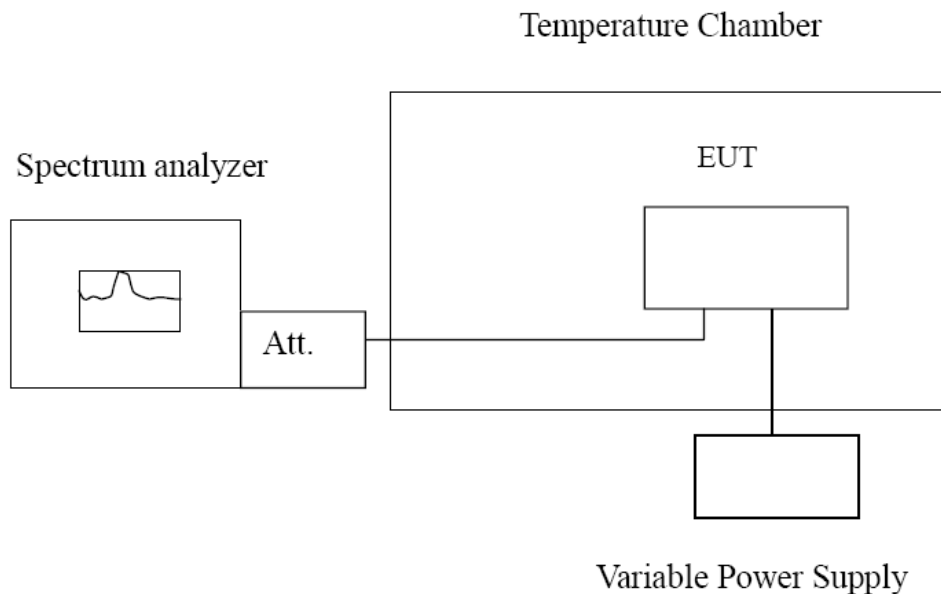 Temperature Chamber
Spectrum analyzer
EUT
Att.
Variable Power Supply